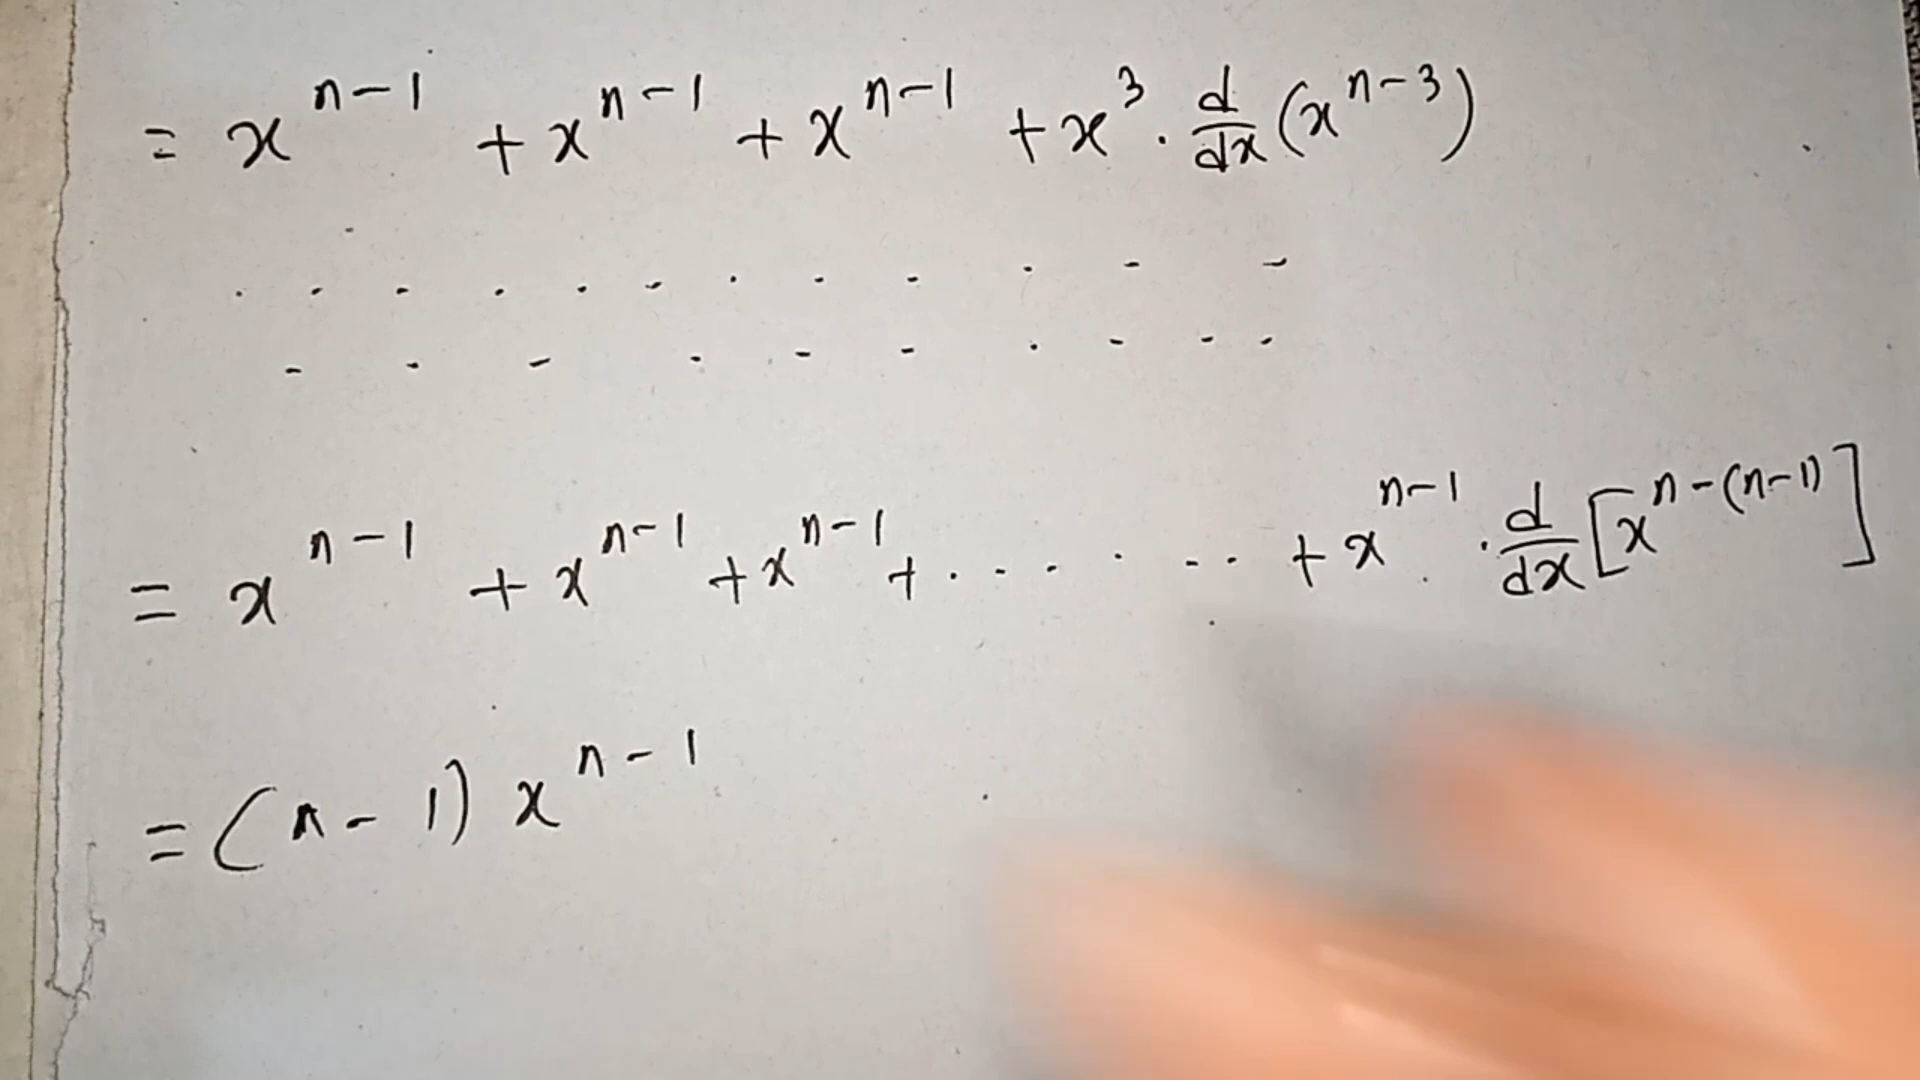 = x^{n-1} + x^{n-1} + x^{n-1} + x^3 . d/dx (x^{n-3})
. . . . . . . . . . - -
- . - . - - . - - -
= x^{n-1} + x^{n-1} + x^{n-1} + . . . . . . + x^{n-1} . d/dx [x^{n-(n-1)}]
= (n-1) x^{n-1}